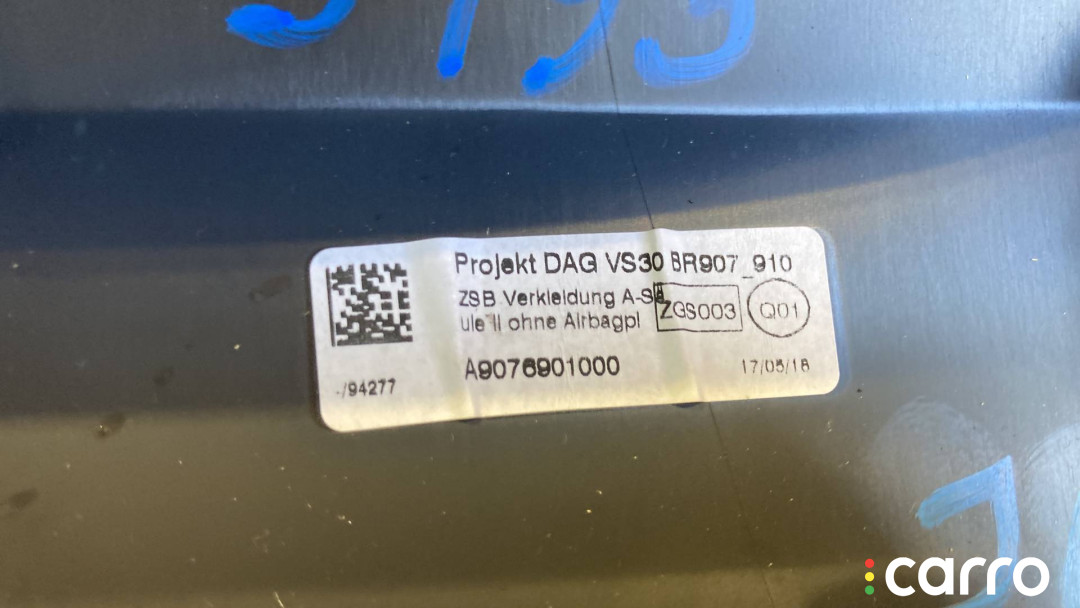 5195
Projekt DAG VS30 BR907_910
ZSB Verkleidung A-Sä
ule li ohne Airbagpl
ZGS003
Q01
A9076901000
-/94277
17/05/18
carro